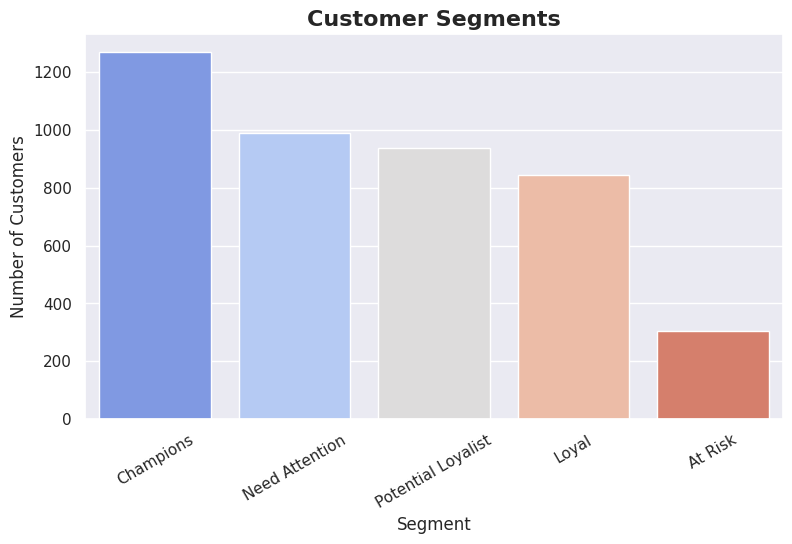 Customer Segments
1200
1000
800
600
400
200
0
Number of Customers
Champions
Need Attention
Potential Loyalist
Loyal
At Risk
Segment